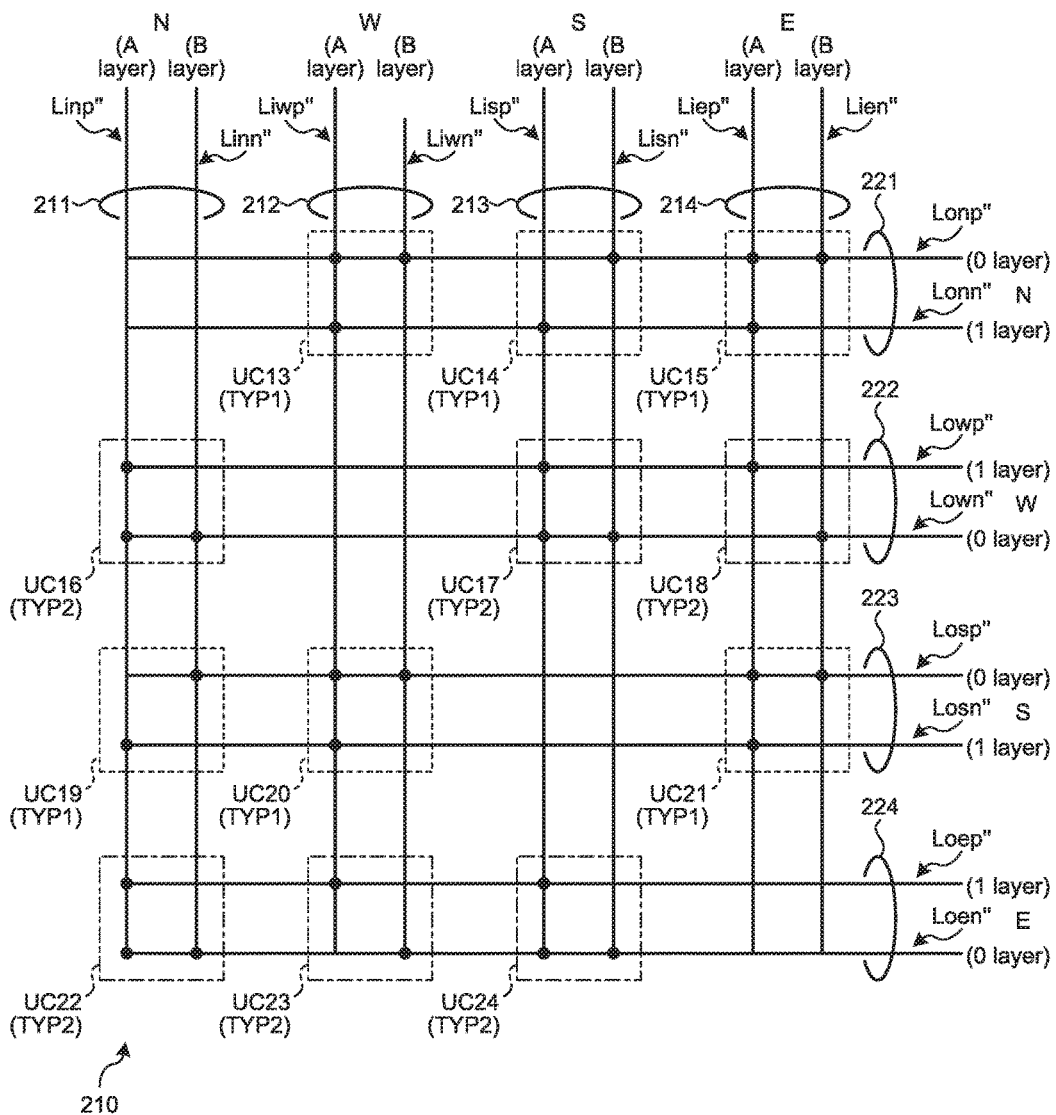 N W S E
(A layer) (B layer) (A layer) (B layer) (A layer) (B layer) (A layer) (B layer)
Linp" Liwp" Lisp" Liep" Lien"
Linn" Liwn" Lisn"
211 212 213 214 221
Lonp"
(0 layer)
Lonn" N
(1 layer)
UC13 (TYP1) UC14 (TYP1) UC15 (TYP1)
222
Lowp"
(1 layer)
Lown" W
(0 layer)
UC16 (TYP2) UC17 (TYP2) UC18 (TYP2)
223
Losp"
(0 layer)
Losn" S
(1 layer)
UC19 (TYP1) UC20 (TYP1) UC21 (TYP1)
224
Loep"
(1 layer)
Loen" E
(0 layer)
UC22 (TYP2) UC23 (TYP2) UC24 (TYP2)
210